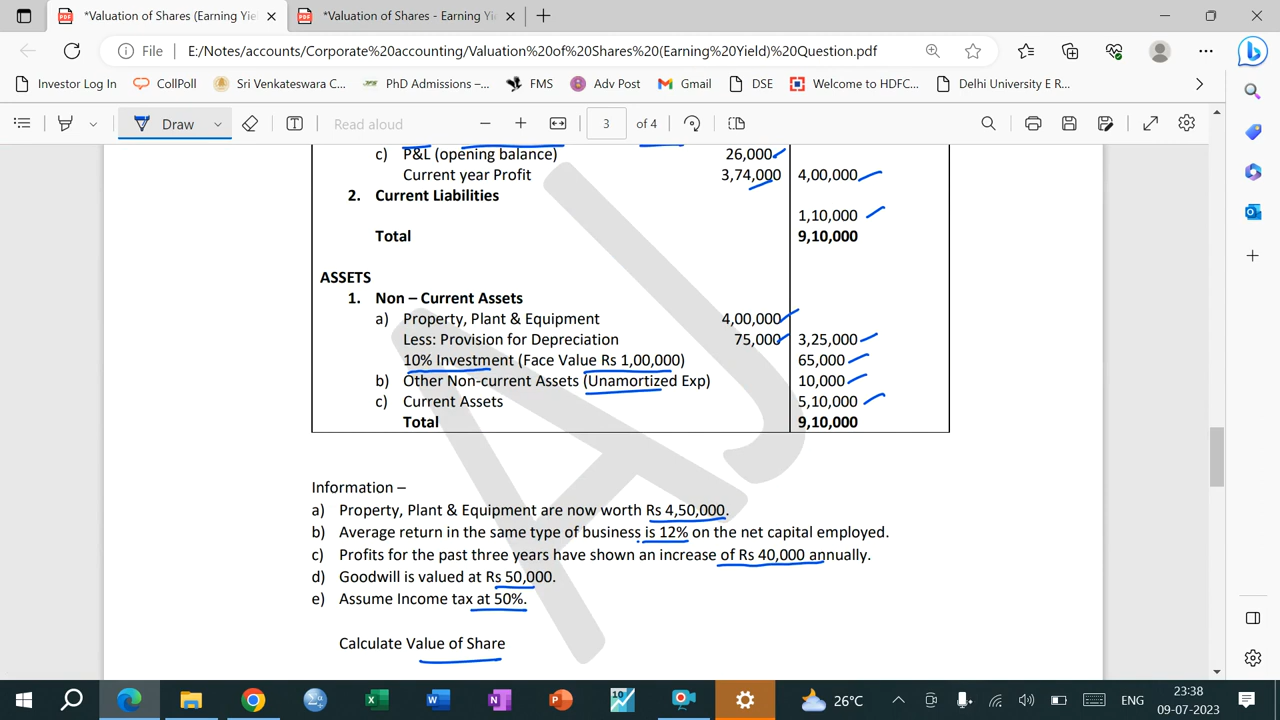 *Valuation of Shares (Earning Yie
*Valuation of Shares - Earning Yi
File
E:/Notes/accounts/Corporate%20accounting/Valuation%20of%20Shares%20(Earning%20Yield)%20Question.pdf
Investor Log In CollPoll Sri Venkateswara C... PhD Admissions –... FMS Adv Post Gmail DSE Welcome to HDFC... Delhi University E R...
Draw Read aloud 3 of 4
c) P&L (opening balance) 26,000
Current year Profit 3,74,000 4,00,000
2. Current Liabilities
1,10,000
Total 9,10,000
ASSETS
1. Non – Current Assets
a) Property, Plant & Equipment 4,00,000
Less: Provision for Depreciation 75,000 3,25,000
10% Investment (Face Value Rs 1,00,000) 65,000
b) Other Non-current Assets (Unamortized Exp) 10,000
c) Current Assets 5,10,000
Total 9,10,000
AJ
Information –
a) Property, Plant & Equipment are now worth Rs 4,50,000.
b) Average return in the same type of business is 12% on the net capital employed.
c) Profits for the past three years have shown an increase of Rs 40,000 annually.
d) Goodwill is valued at Rs 50,000.
e) Assume Income tax at 50%.
Calculate Value of Share
26°C ENG 23:38
09-07-2023